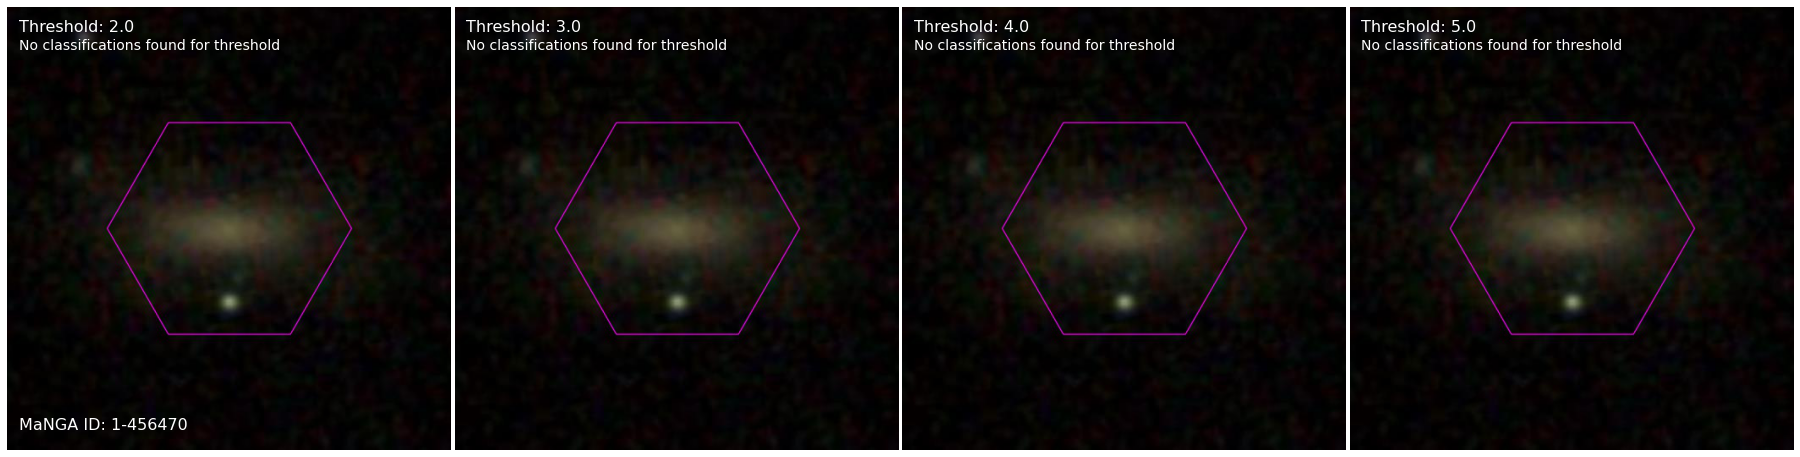 Threshold: 2.0
No classifications found for threshold
MaNGA ID: 1-456470
Threshold: 3.0
No classifications found for threshold
Threshold: 4.0
No classifications found for threshold
Threshold: 5.0
No classifications found for threshold